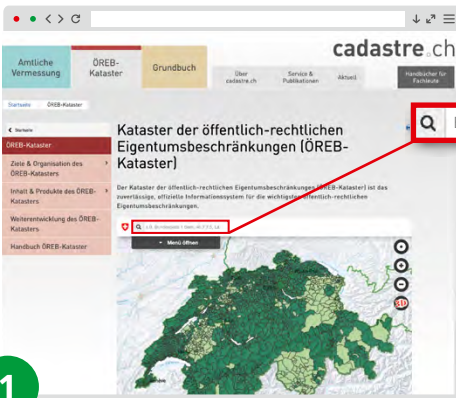 cadastre.ch
Amtliche
Vermessung
ÖREB-
Kataster
Grundbuch
Über
cadastre.ch
Service &
Publikationen
Aktuell
Handbücher für
Fachleute
Startseite
ÖREB-Kataster
Startseite
ÖREB-Kataster
Ziele & Organisation des
ÖREB-Katasters
Inhalt & Produkte des ÖREB-
Katasters
Weiterentwicklung des ÖREB-
Katasters
Handbuch ÖREB-Kataster
Kataster der öffentlich-rechtlichen
Eigentumsbeschränkungen (ÖREB-
Kataster)
Der Kataster der öffentlich-rechtlichen Eigentumsbeschränkungen (ÖREB-Kataster) ist das
zuverlässige, offizielle Informationssystem für die wichtigsten öffentlich-rechtlichen
Eigentumsbeschränkungen.
Menü öffnen
3D
1